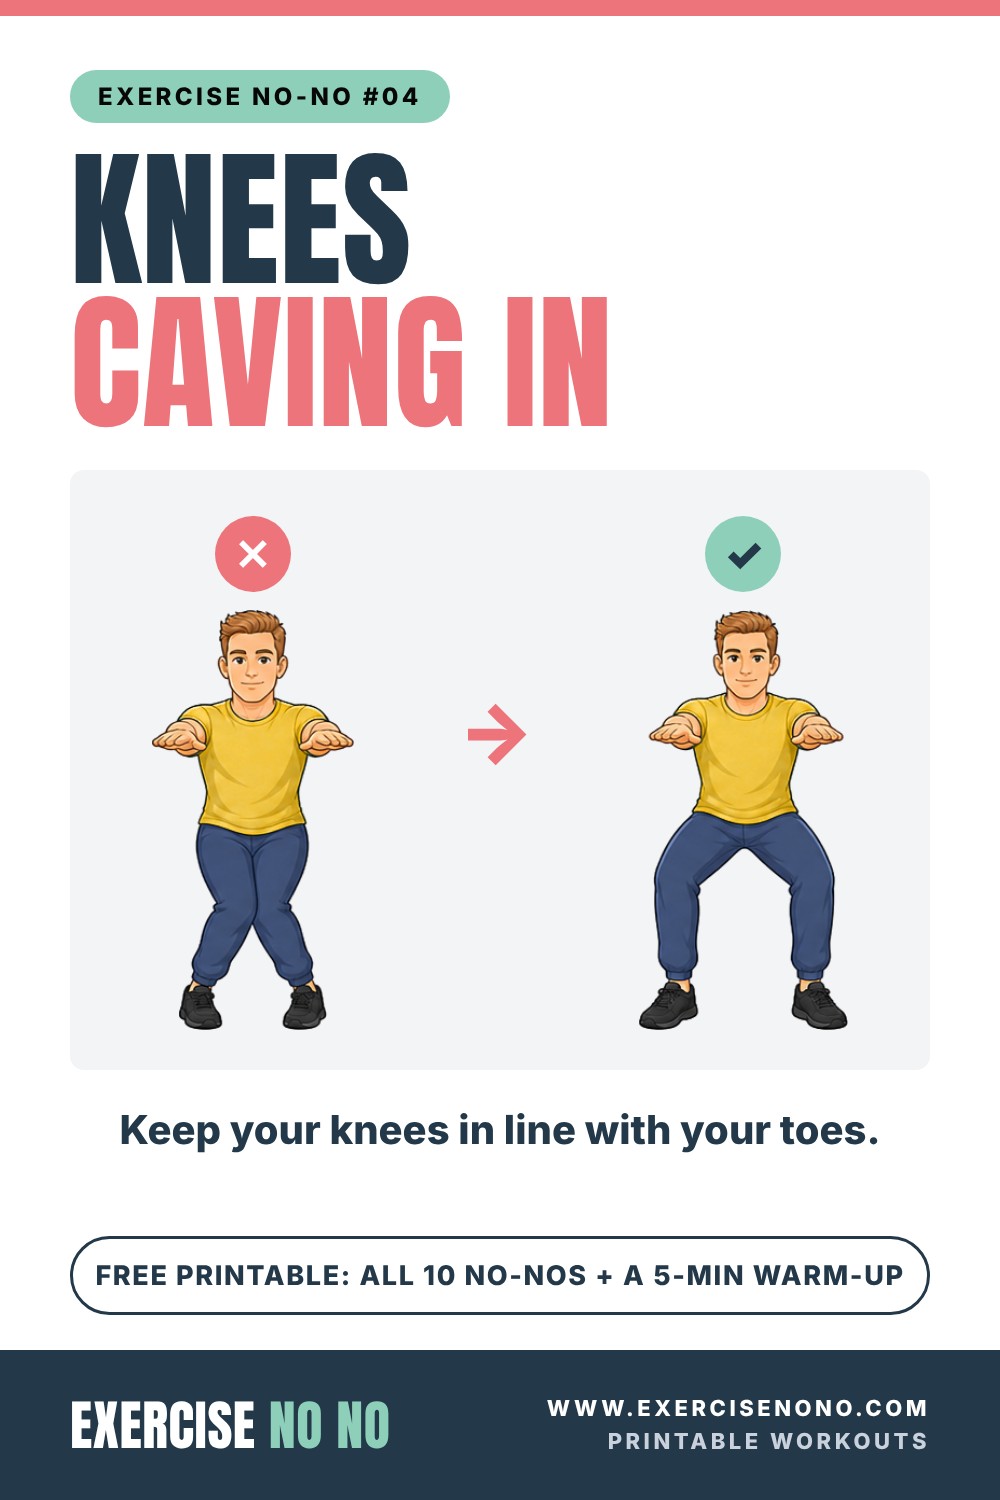 EXERCISE NO-NO #04
KNEES
CAVING IN
Keep your knees in line with your toes.
FREE PRINTABLE: ALL 10 NO-NOS + A 5-MIN WARM-UP
EXERCISE NO NO
WWW.EXERCISENONO.COM
PRINTABLE WORKOUTS